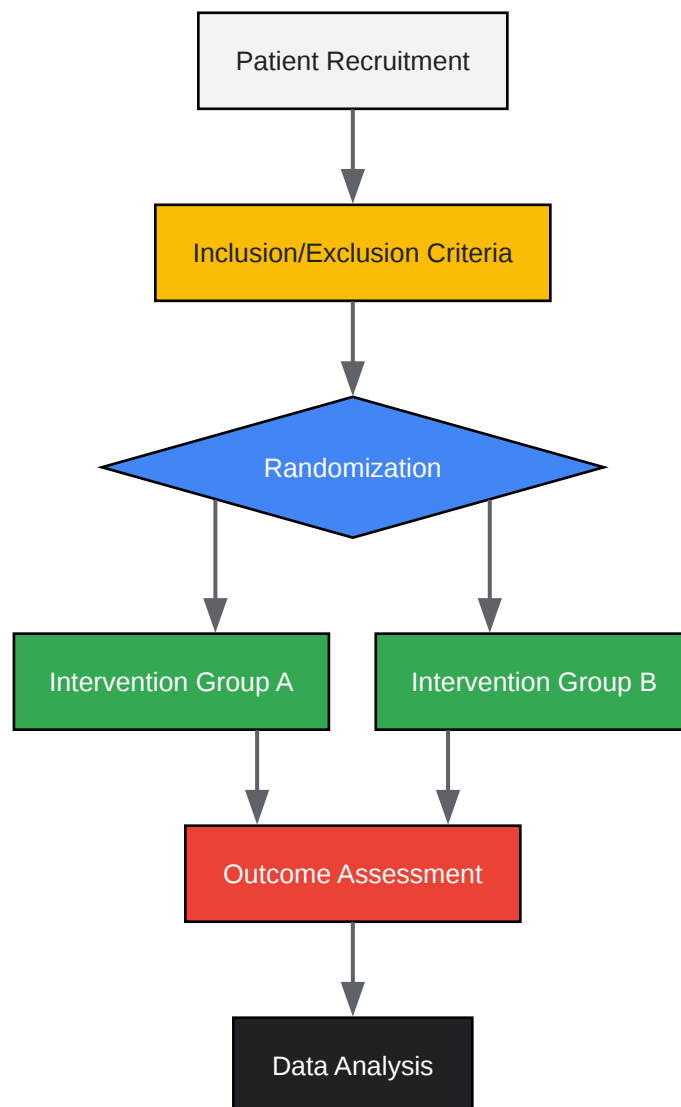 Patient Recruitment
Inclusion/Exclusion Criteria
Randomization
Intervention Group A
Intervention Group B
Outcome Assessment
Data Analysis